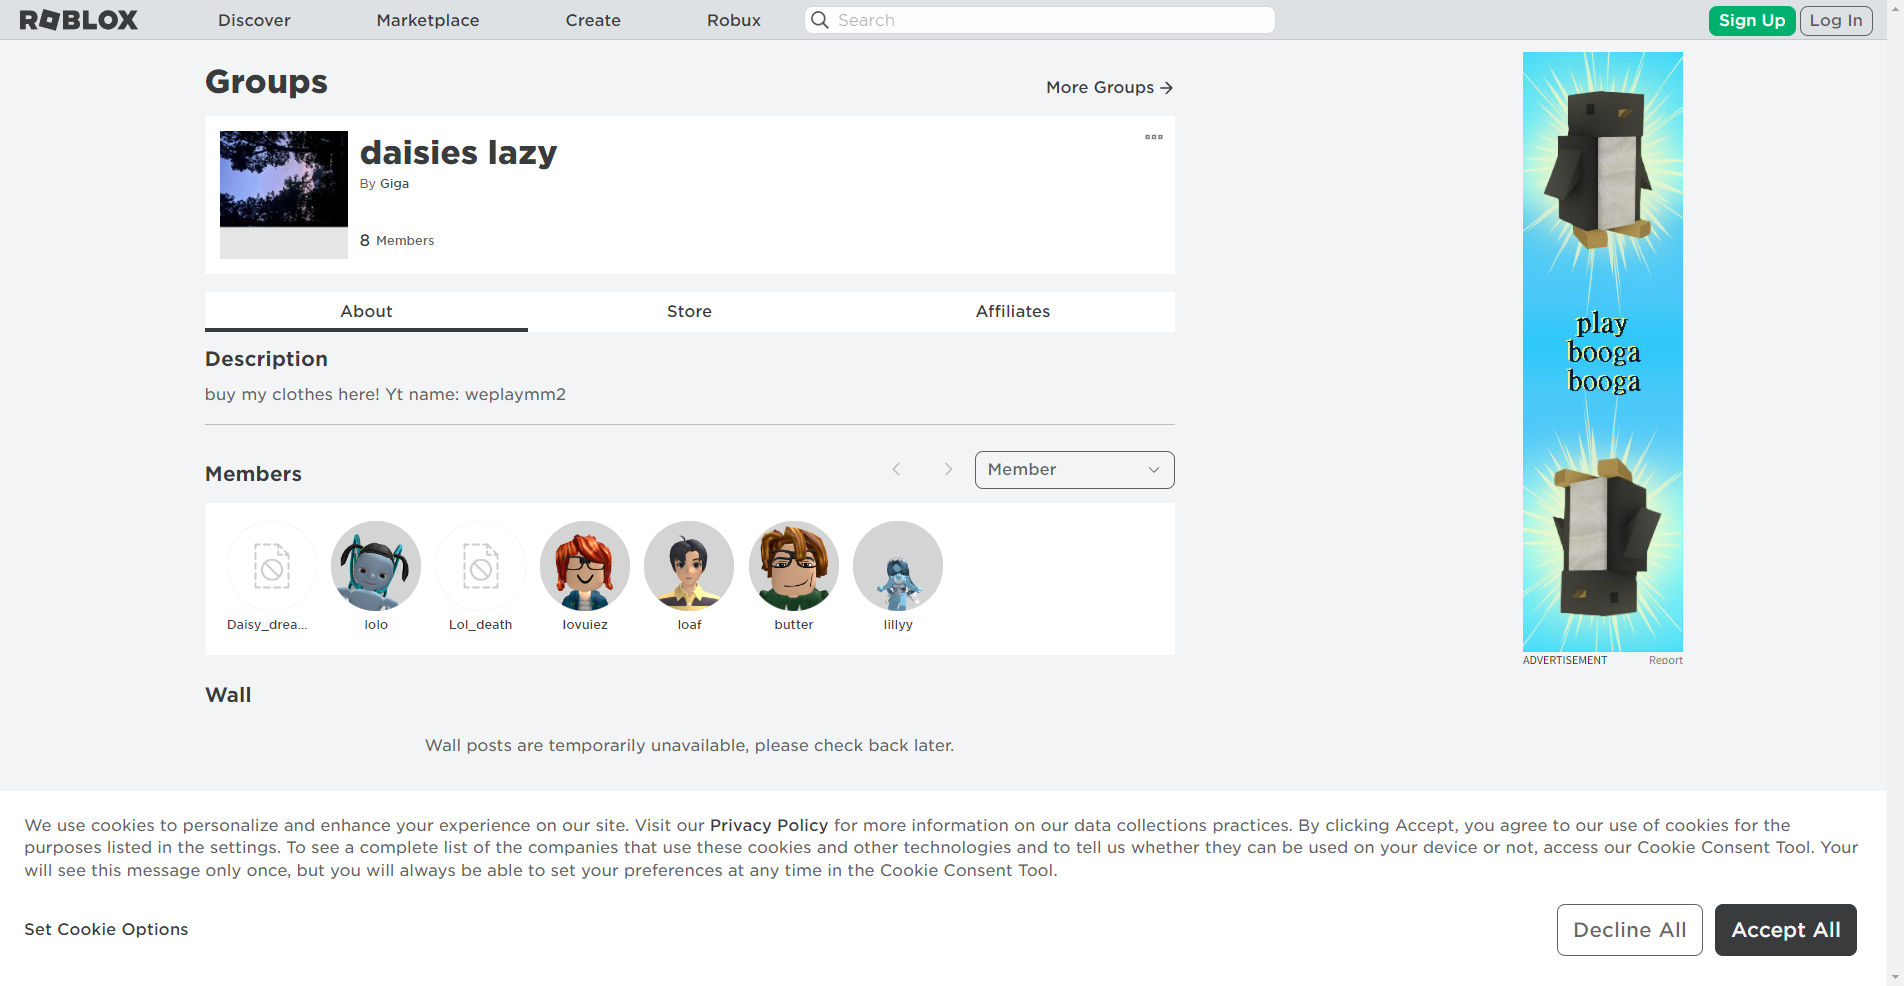 ROBLOX
Discover
Marketplace
Create
Robux
Search
Sign Up
Log In
Groups
More Groups
daisies lazy
By Giga
8 Members
About
Store
Affiliates
Description
buy my clothes here! Yt name: weplaymm2
Members
Member
Daisy_drea...
lolo
Lol_death
lovuiez
loaf
butter
lillyy
Wall
Wall posts are temporarily unavailable, please check back later.
play
booga
booga
ADVERTISEMENT
Report
We use cookies to personalize and enhance your experience on our site. Visit our Privacy Policy for more information on our data collections practices. By clicking Accept, you agree to our use of cookies for the
purposes listed in the settings. To see a complete list of the companies that use these cookies and other technologies and to tell us whether they can be used on your device or not, access our Cookie Consent Tool. Your
will see this message only once, but you will always be able to set your preferences at any time in the Cookie Consent Tool.
Set Cookie Options
Decline All
Accept All